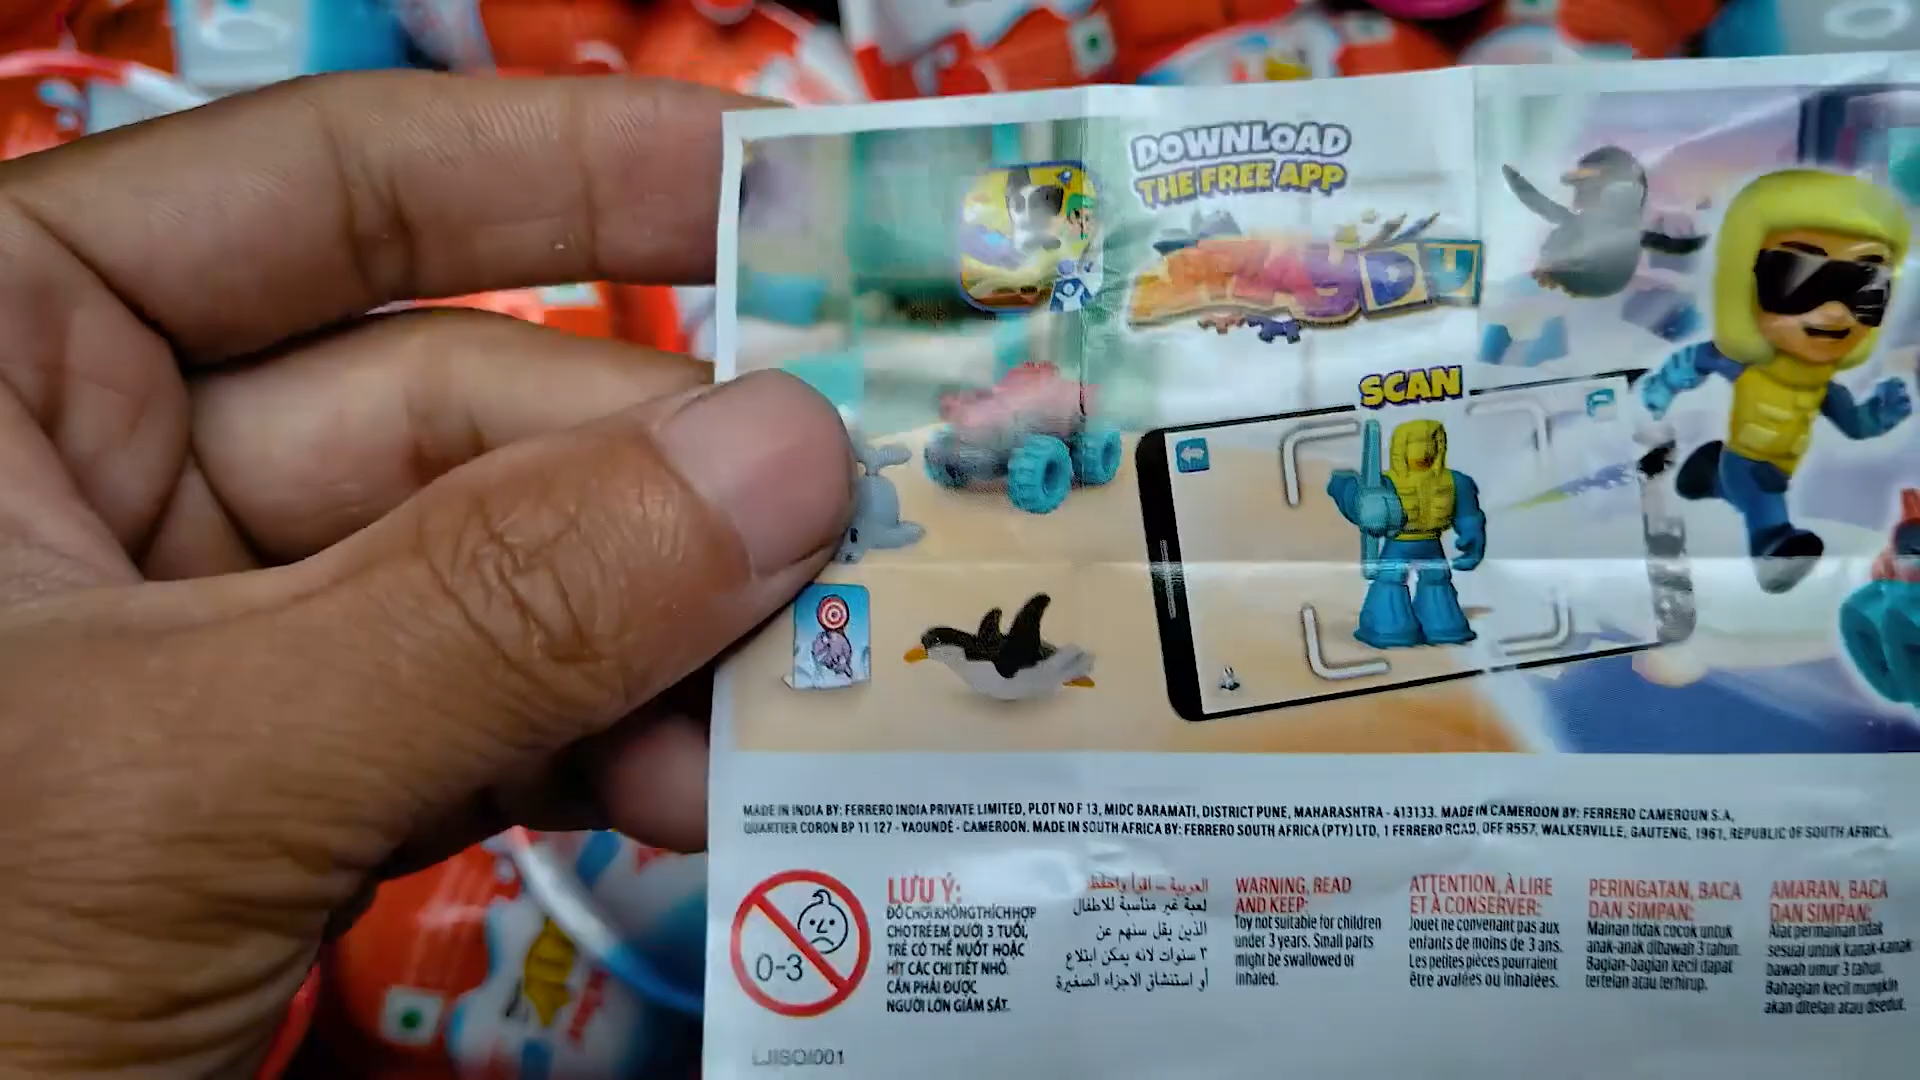 DOWNLOAD
THE FREE APP
APPLAYDU
SCAN
MADE IN INDIA BY: FERRERO INDIA PRIVATE LIMITED, PLOT NO F 13, MIDC BARAMATI, DISTRICT PUNE, MAHARASHTRA - 413133. MADE IN CAMEROON BY: FERRERO CAMEROUN S.A,
QUARTIER CORON BP 11 127 - YAOUNDÉ - CAMEROON. MADE IN SOUTH AFRICA BY: FERRERO SOUTH AFRICA (PTY) LTD, 1 FERRERO ROAD, OFF R557, WALKERVILLE, GAUTENG, 1961, REPUBLIC OF SOUTH AFRICA.
0-3
LƯU Ý:
ĐỒ CHƠI KHÔNG THÍCH HỢP
CHO TRẺ EM DƯỚI 3 TUỔI,
TRẺ CÓ THỂ NUỐT HOẶC
HÍT CÁC CHI TIẾT NHỎ.
CẦN PHẢI ĐƯỢC
NGƯỜI LỚN GIÁM SÁT.
العربية – اقرأ واحفظ:
لعبة غير مناسبة للاطفال
الذين يقل سنهم عن
٣ سنوات لانه يمكن ابتلاع
أو استنشاق الاجزاء الصغيرة
WARNING, READ
AND KEEP:
Toy not suitable for children
under 3 years. Small parts
might be swallowed or
inhaled.
ATTENTION, À LIRE
ET À CONSERVER:
Jouet ne convenant pas aux
enfants de moins de 3 ans.
Les petites pièces pourraient
être avalées ou inhalées.
PERINGATAN, BACA
DAN SIMPAN:
Mainan tidak cocok untuk
anak-anak dibawah 3 tahun.
Bagian-bagian kecil dapat
tertelan atau terhirup.
AMARAN, BACA
DAN SIMPAN:
Alat permainan tidak
sesuai untuk kanak-kanak
bawah umur 3 tahun.
Bahagian kecil mungkin
akan ditelan atau disedut.